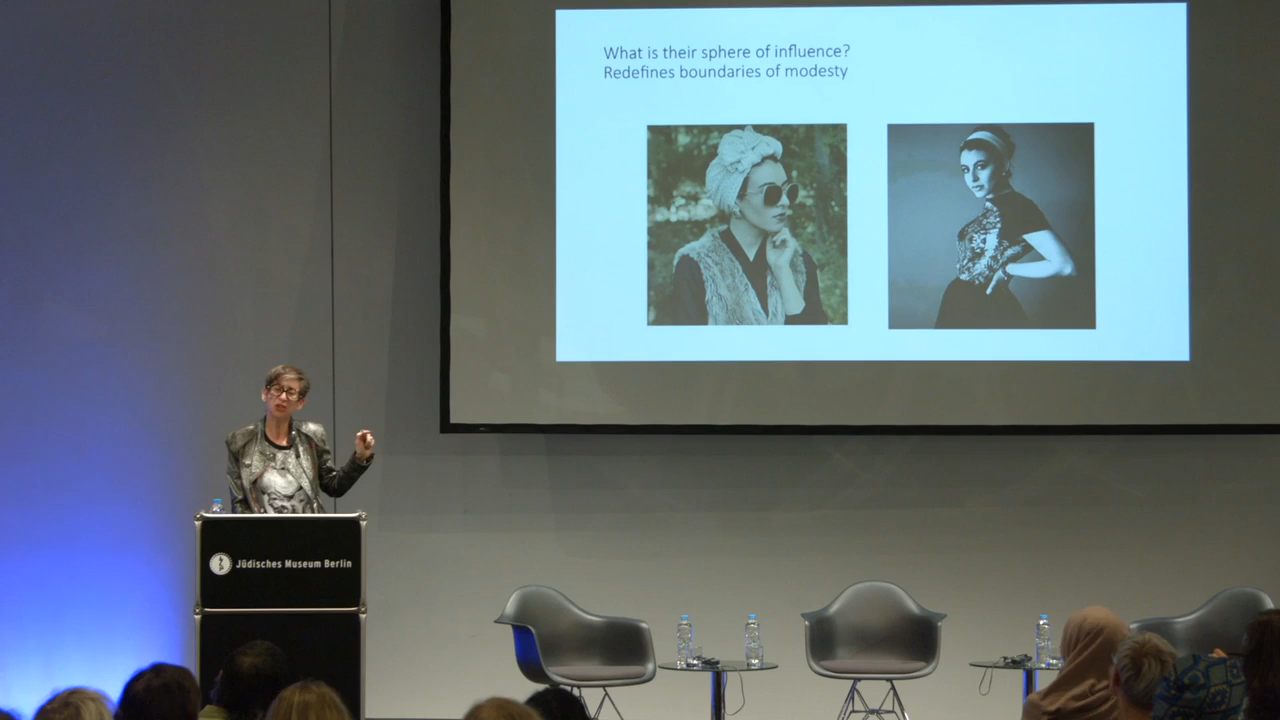 What is their sphere of influence?
Redefines boundaries of modesty
Jüdisches Museum Berlin